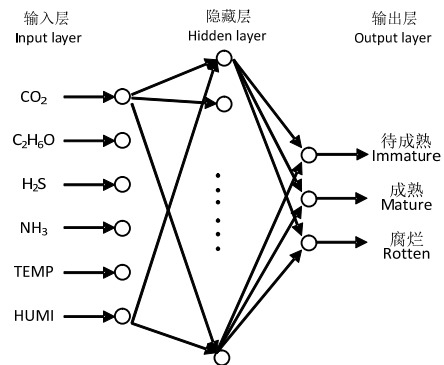 输入层
Input layer
隐藏层
Hidden layer
输出层
Output layer
CO₂
C₂H₆O
H₂S
NH₃
TEMP
HUMI
待成熟
Immature
成熟
Mature
腐烂
Rotten